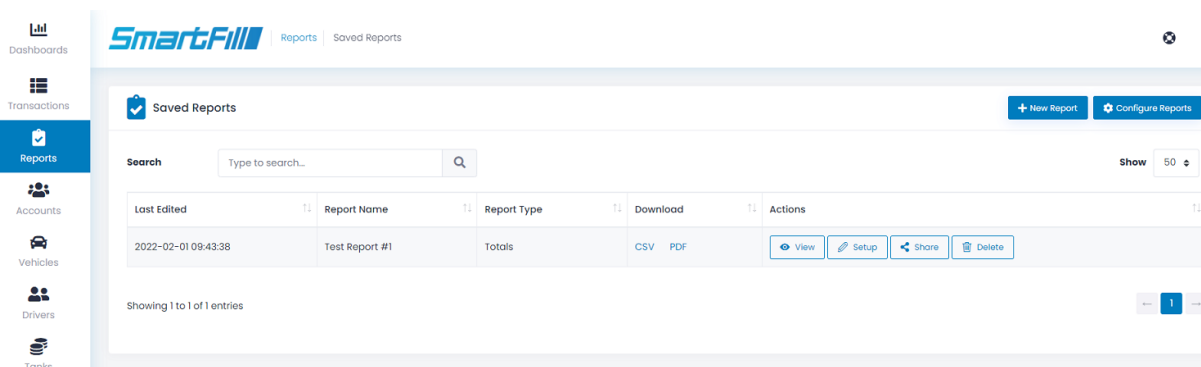 Dashboards
Transactions
Reports
Accounts
Vehicles
Drivers
Tanks
SmartFill Reports Saved Reports
Saved Reports
New Report Configure Reports
Search Type to search... Show 50
Last Edited Report Name Report Type Download Actions
2022-02-01 09:43:38 Test Report #1 Totals CSV PDF View Setup Share Delete
Showing 1 to 1 of 1 entries
1